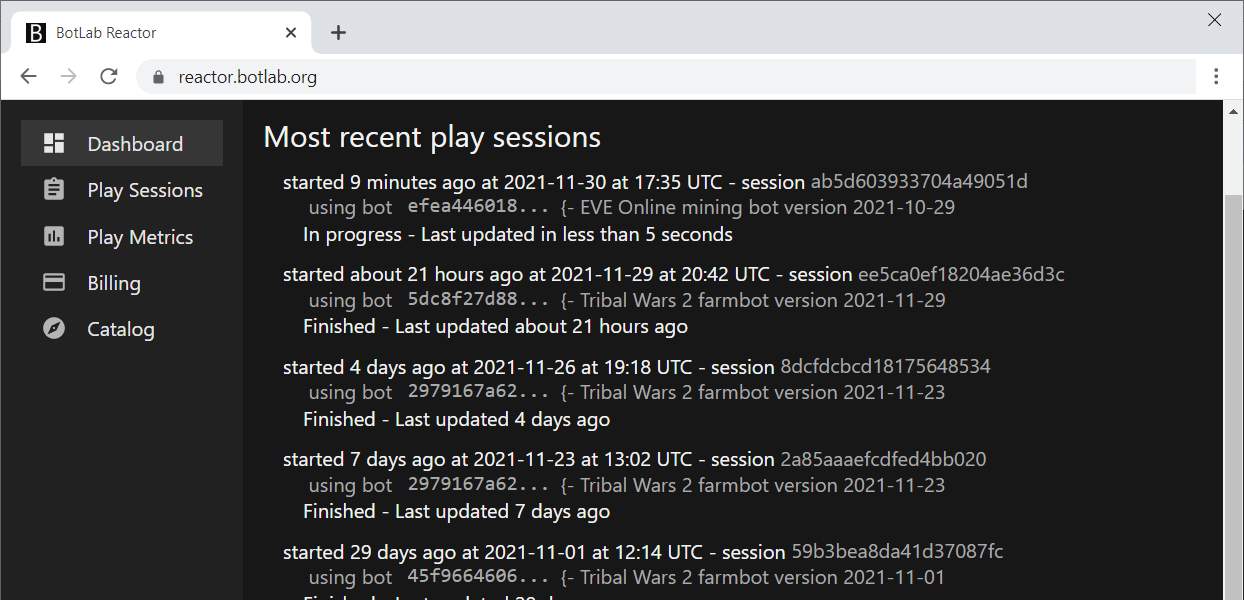 B BotLab Reactor
reactor.botlab.org
Dashboard
Play Sessions
Play Metrics
Billing
Catalog
Most recent play sessions
started 9 minutes ago at 2021-11-30 at 17:35 UTC - session ab5d603933704a49051d
using bot efea446018... {- EVE Online mining bot version 2021-10-29
In progress - Last updated in less than 5 seconds
started about 21 hours ago at 2021-11-29 at 20:42 UTC - session ee5ca0ef18204ae36d3c
using bot 5dc8f27d88... {- Tribal Wars 2 farmbot version 2021-11-29
Finished - Last updated about 21 hours ago
started 4 days ago at 2021-11-26 at 19:18 UTC - session 8dcfdcbcd18175648534
using bot 2979167a62... {- Tribal Wars 2 farmbot version 2021-11-23
Finished - Last updated 4 days ago
started 7 days ago at 2021-11-23 at 13:02 UTC - session 2a85aaaefcdfed4bb020
using bot 2979167a62... {- Tribal Wars 2 farmbot version 2021-11-23
Finished - Last updated 7 days ago
started 29 days ago at 2021-11-01 at 12:14 UTC - session 59b3bea8da41d37087fc
using bot 45f9664606... {- Tribal Wars 2 farmbot version 2021-11-01